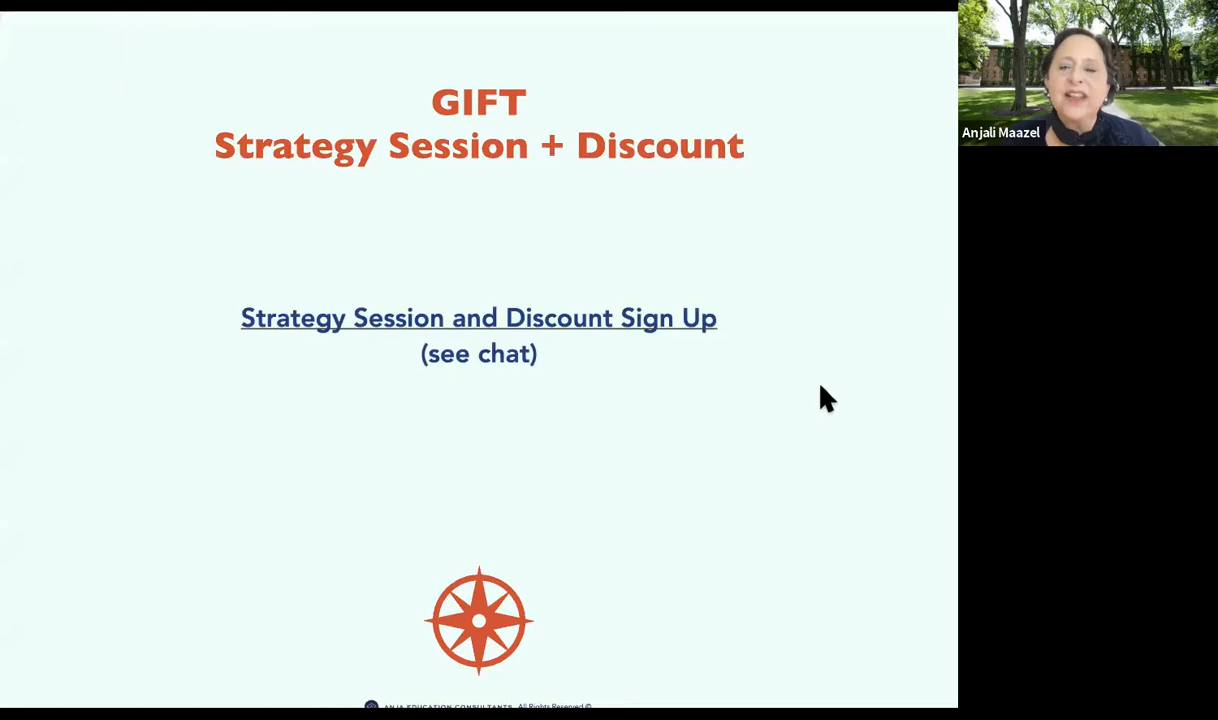 GIFT
Strategy Session + Discount
Strategy Session and Discount Sign Up
(see chat)
Anjali Maazel
ANJA EDUCATION CONSULTANTS All Rights Reserved ©